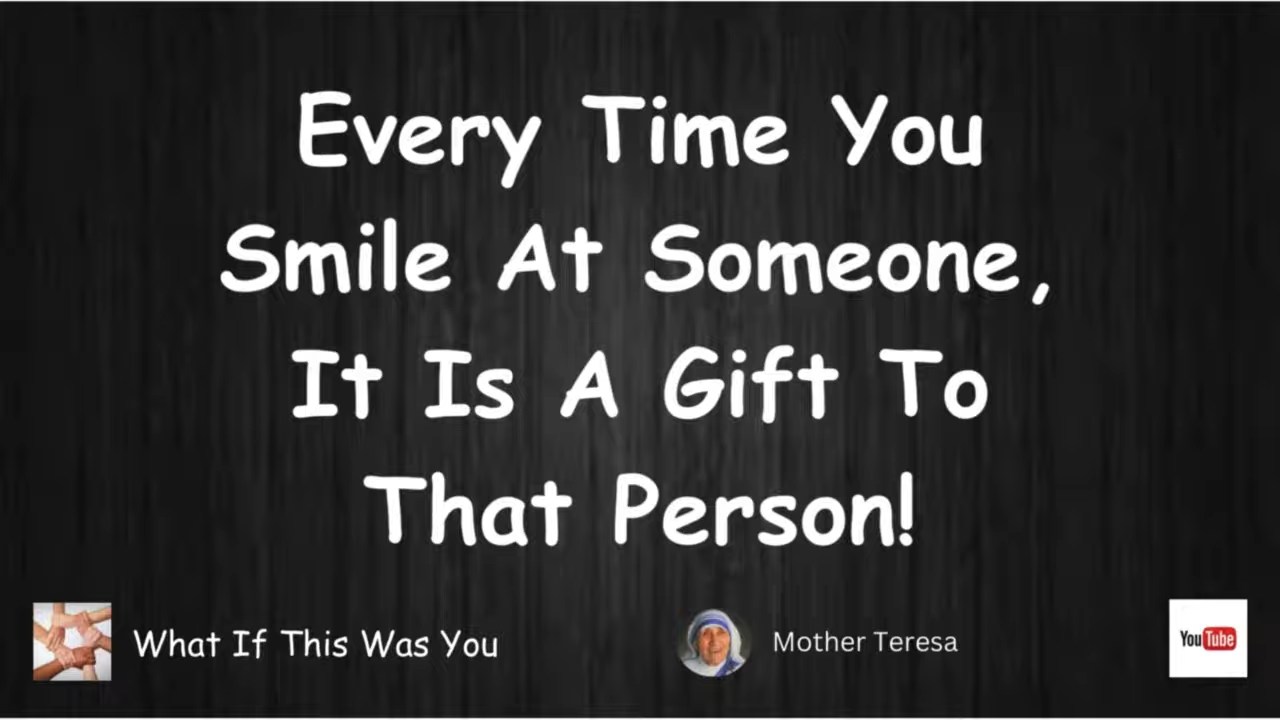 Every Time You
Smile At Someone,
It Is A Gift To
That Person!
What If This Was You
Mother Teresa
YouTube